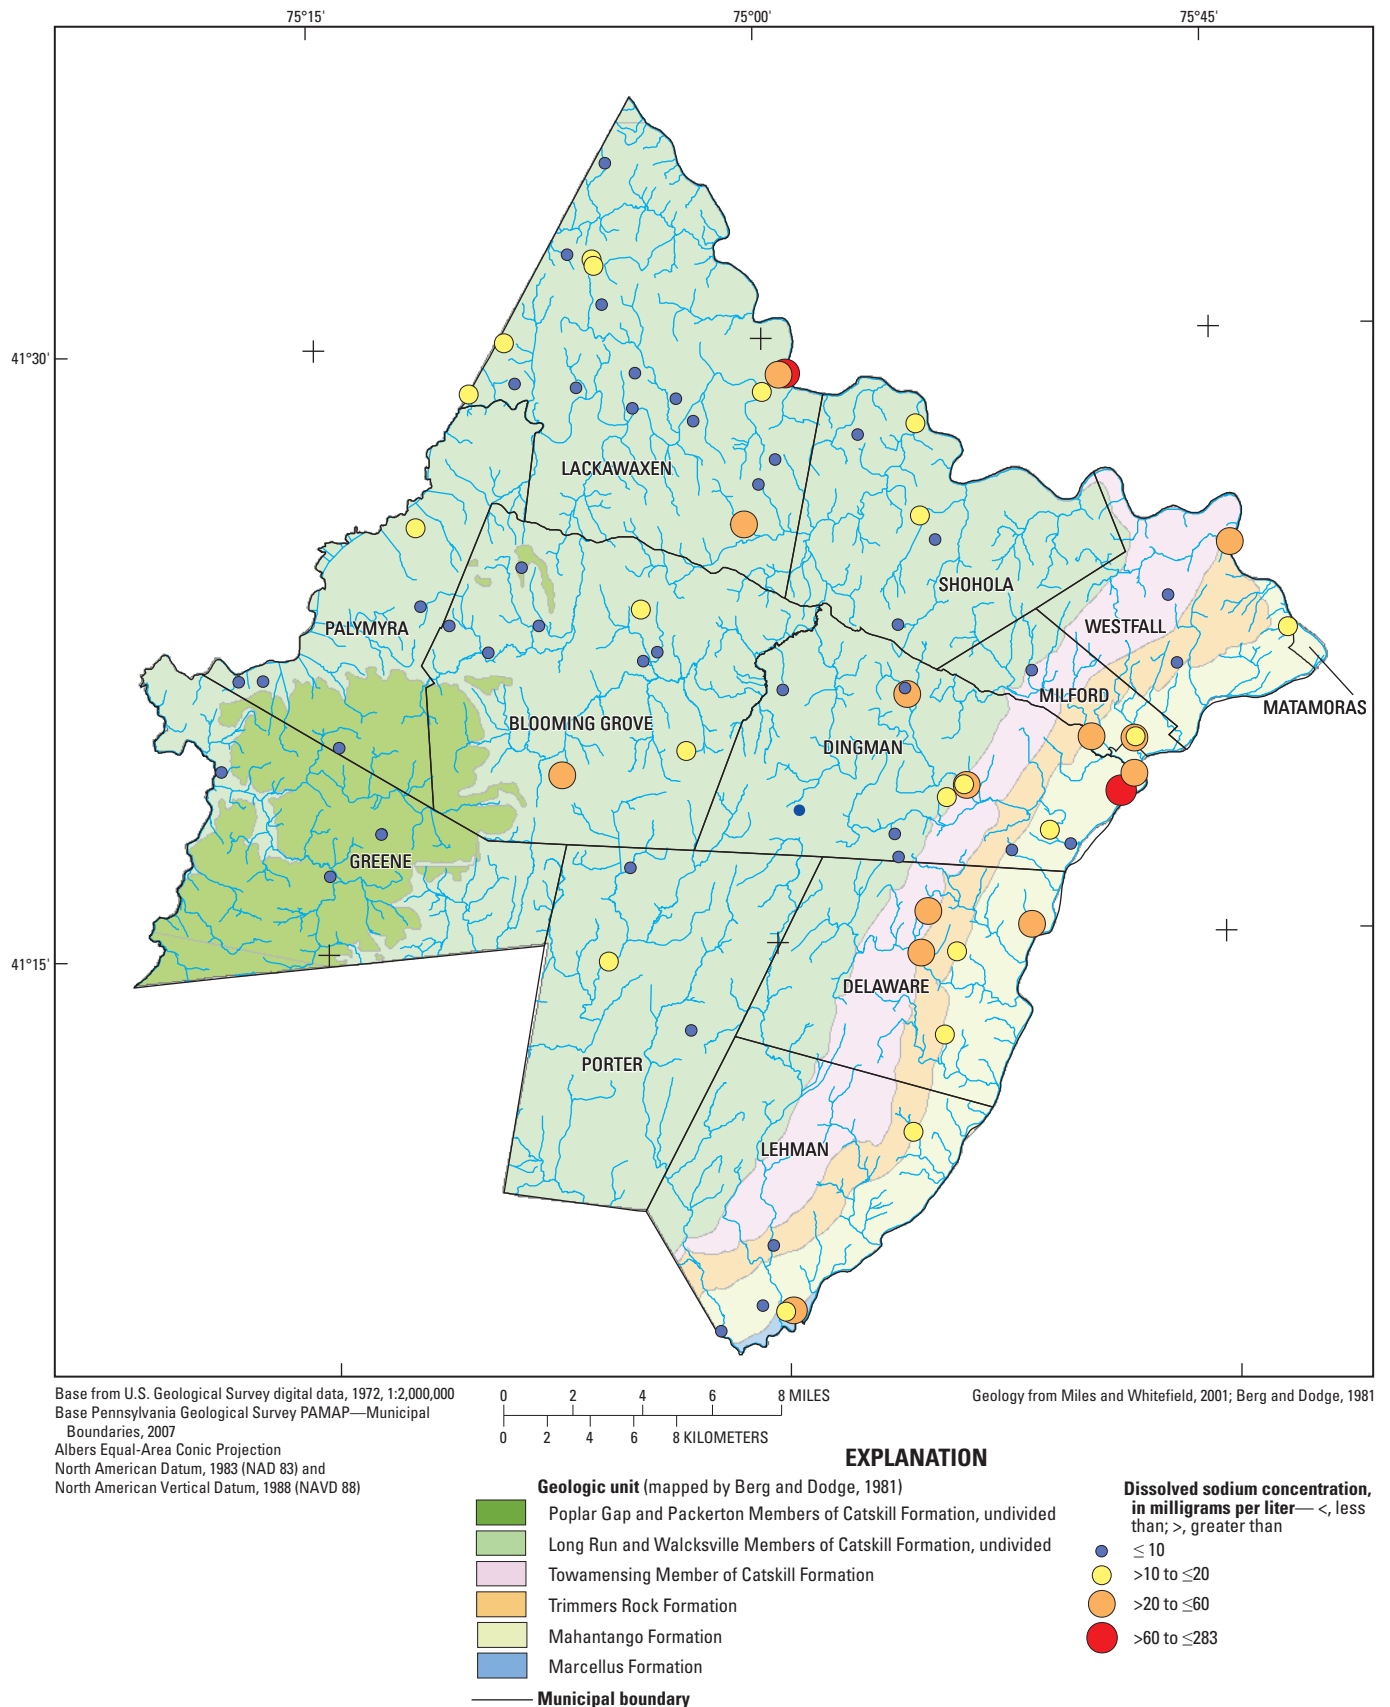 75°15'
75°00'
75°45'
41°30'
41°15'
LACKAWAXEN
SHOHOLA
PALYMYRA
WESTFALL
MILFORD
MATAMORAS
BLOOMING GROVE
DINGMAN
GREENE
DELAWARE
PORTER
LEHMAN
Base from U.S. Geological Survey digital data, 1972, 1:2,000,000
Base Pennsylvania Geological Survey PAMAP—Municipal
Boundaries, 2007
Albers Equal-Area Conic Projection
North American Datum, 1983 (NAD 83) and
North American Vertical Datum, 1988 (NAVD 88)
0 2 4 6 8 MILES
0 2 4 6 8 KILOMETERS
Geology from Miles and Whitefield, 2001; Berg and Dodge, 1981
EXPLANATION
Geologic unit (mapped by Berg and Dodge, 1981)
Poplar Gap and Packerton Members of Catskill Formation, undivided
Long Run and Walcksville Members of Catskill Formation, undivided
Towamensing Member of Catskill Formation
Trimmers Rock Formation
Mahantango Formation
Marcellus Formation
Municipal boundary
Dissolved sodium concentration,
in milligrams per liter— <, less
than; >, greater than
≤ 10
>10 to ≤20
>20 to ≤60
>60 to ≤283